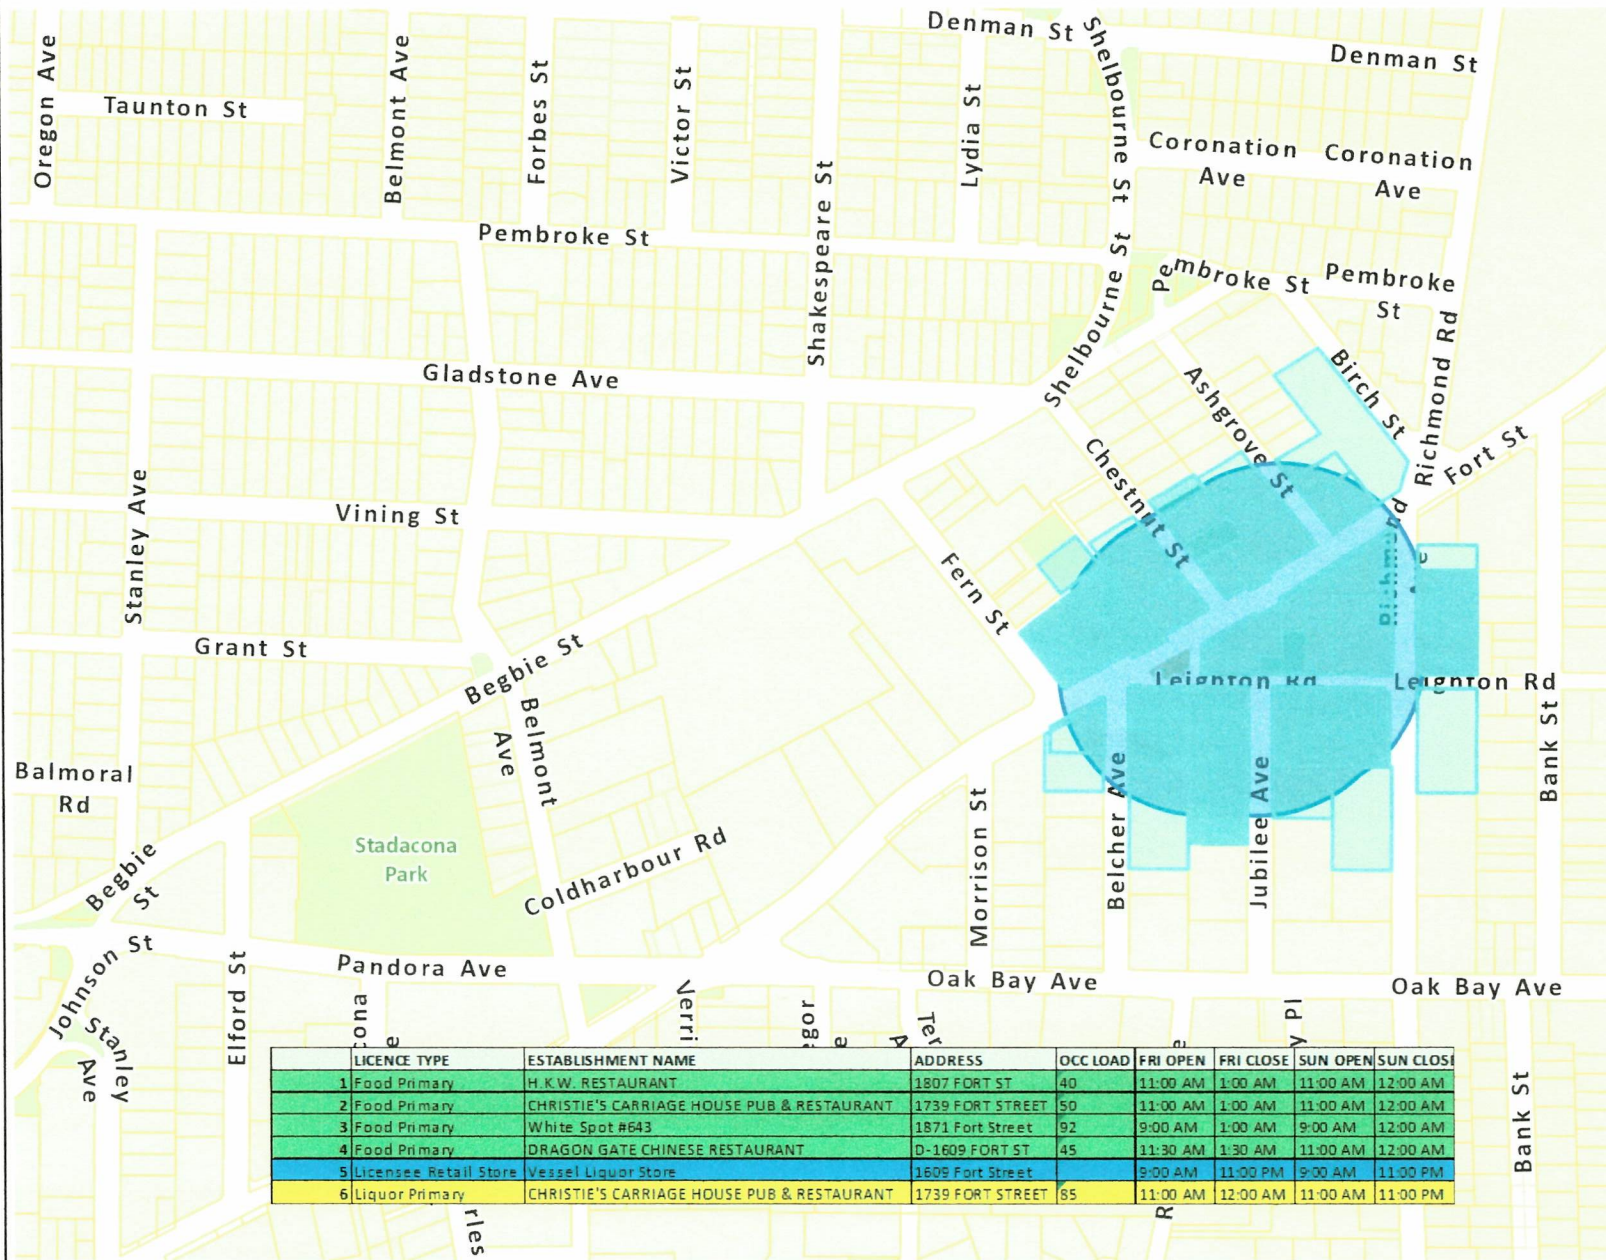 Denman St
Denman St
Shelbourne St
Oregon Ave
Taunton St
Belmont Ave
Forbes St
Victor St
Lydia St
Coronation Ave
Coronation Ave
Shakespeare St
Pembroke St
Shelbourne St
Pembroke St
Pembroke St
Richmond Rd
Gladstone Ave
Birch St
Ashgrove St
Chestnut St
Fort St
Stanley Ave
Vining St
Fern St
Richmond
Grant St
Begbie St
Leighton Rd
Leighton Rd
Belmont Ave
Bank St
Balmoral Rd
Stadacona Park
Coldharbour Rd
Morrison St
Belcher Ave
Jubilee Ave
Begbie St
Johnson St
Pandora Ave
Oak Bay Ave
Oak Bay Ave
Elford St
Stanley Ave
ona
e
Verri
gor
e
Ter
A
e
y Pl
Bank St
LICENCE TYPE ESTABLISHMENT NAME ADDRESS OCC LOAD FRI OPEN FRI CLOSE SUN OPEN SUN CLOSE
1 Food Primary H.K.W. RESTAURANT 1807 FORT ST 40 11:00 AM 1:00 AM 11:00 AM 12:00 AM
2 Food Primary CHRISTIE'S CARRIAGE HOUSE PUB & RESTAURANT 1739 FORT STREET 50 11:00 AM 1:00 AM 11:00 AM 12:00 AM
3 Food Primary White Spot #643 1871 Fort Street 92 9:00 AM 1:00 AM 9:00 AM 12:00 AM
4 Food Primary DRAGON GATE CHINESE RESTAURANT D-1609 FORT ST 45 11:30 AM 1:30 AM 11:00 AM 12:00 AM
5 Licensee Retail Store Vessel Liquor Store 1609 Fort Street 9:00 AM 11:00 PM 9:00 AM 11:00 PM
6 Liquor Primary CHRISTIE'S CARRIAGE HOUSE PUB & RESTAURANT 1739 FORT STREET 85 11:00 AM 12:00 AM 11:00 AM 11:00 PM
rles
R